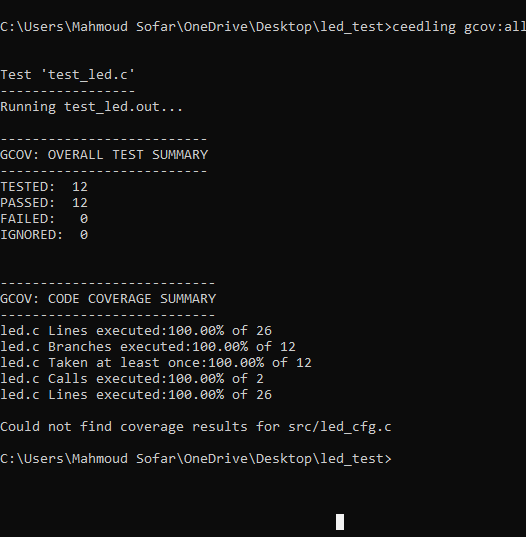 C:\Users\Mahmoud Sofar\OneDrive\Desktop\led_test>ceedling gcov:all
Test 'test_led.c'
-----------------
Running test_led.out...
--------------------------
GCOV: OVERALL TEST SUMMARY
--------------------------
TESTED:  12
PASSED:  12
FAILED:   0
IGNORED:  0
---------------------------
GCOV: CODE COVERAGE SUMMARY
---------------------------
led.c Lines executed:100.00% of 26
led.c Branches executed:100.00% of 12
led.c Taken at least once:100.00% of 12
led.c Calls executed:100.00% of 2
led.c Lines executed:100.00% of 26
Could not find coverage results for src/led_cfg.c
C:\Users\Mahmoud Sofar\OneDrive\Desktop\led_test>